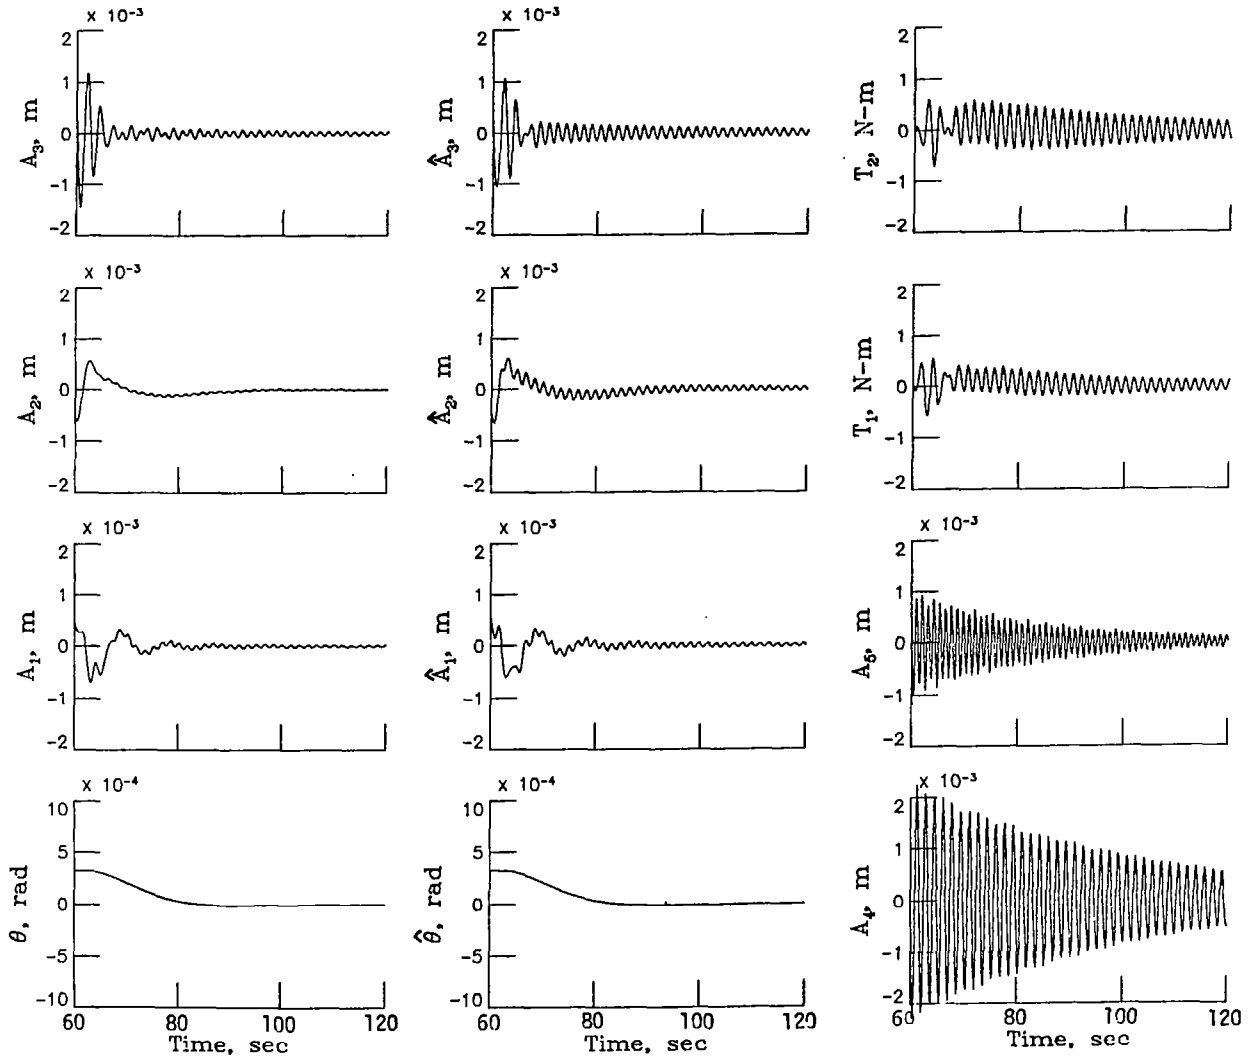 x 10⁻³
2
1
0
-1
-2
A₃, m
x 10⁻³
2
1
0
-1
-2
Â₃, m
2
1
0
-1
-2
T₂, N-m
x 10⁻³
2
1
0
-1
-2
A₂, m
x 10⁻³
2
1
0
-1
-2
Â₂, m
2
1
0
-1
-2
T₁, N-m
x 10⁻³
2
1
0
-1
-2
A₁, m
x 10⁻³
2
1
0
-1
-2
Â₁, m
x 10⁻³
2
1
0
-1
-2
A₅, m
x 10⁻⁴
10
5
0
-5
-10
θ, rad
60 80 100 120
Time, sec
x 10⁻⁴
10
5
0
-5
-10
θ̂, rad
60 80 100 120
Time, sec
x 10⁻³
2
1
0
-1
-2
A₄, m
60 80 100 120
Time, sec